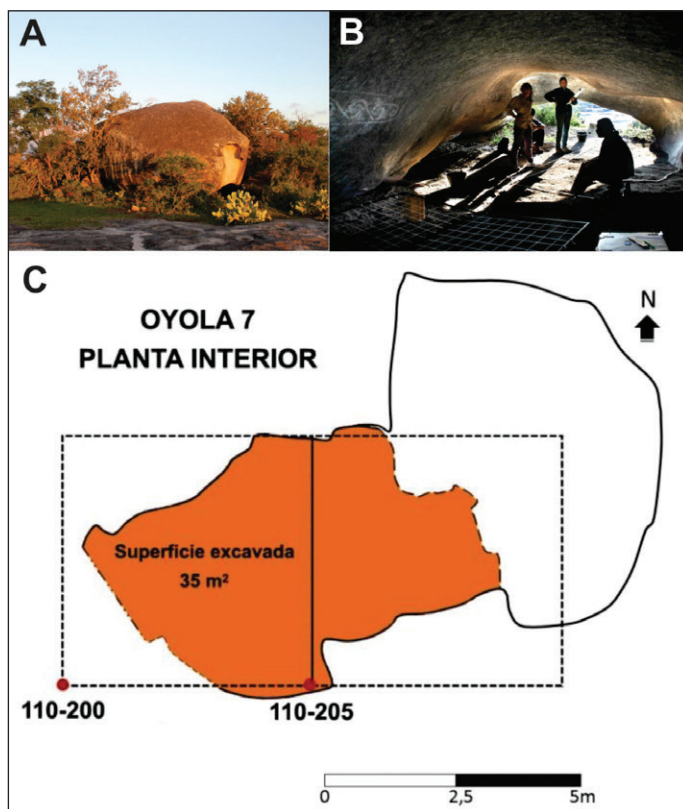 A
B
C
OYOLA 7
PLANTA INTERIOR
N
Superficie excavada
35 m²
110-200
110-205
0
2,5
5m